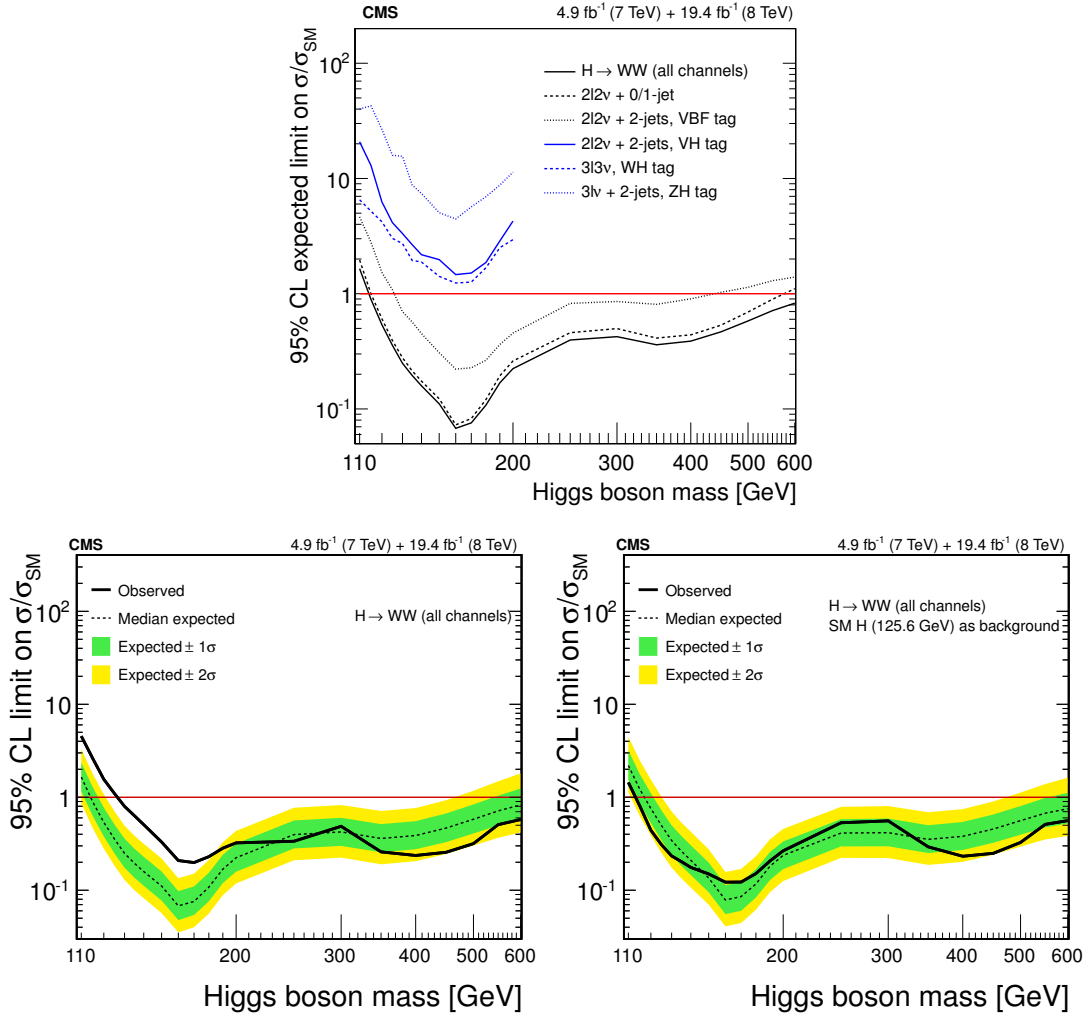 CMS 4.9 fb⁻¹ (7 TeV) + 19.4 fb⁻¹ (8 TeV)
95% CL expected limit on σ/σ_SM
10²
10
1
10⁻¹
H → WW (all channels)
2l2ν + 0/1-jet
2l2ν + 2-jets, VBF tag
2l2ν + 2-jets, VH tag
3l3ν, WH tag
3lν + 2-jets, ZH tag
110 200 300 400 500 600
Higgs boson mass [GeV]
CMS 4.9 fb⁻¹ (7 TeV) + 19.4 fb⁻¹ (8 TeV)
95% CL limit on σ/σ_SM
10²
10
1
10⁻¹
Observed
Median expected
Expected ± 1σ
Expected ± 2σ
H → WW (all channels)
110 200 300 400 500 600
Higgs boson mass [GeV]
CMS 4.9 fb⁻¹ (7 TeV) + 19.4 fb⁻¹ (8 TeV)
95% CL limit on σ/σ_SM
10²
10
1
10⁻¹
Observed
Median expected
Expected ± 1σ
Expected ± 2σ
H → WW (all channels)
SM H (125.6 GeV) as background
110 200 300 400 500 600
Higgs boson mass [GeV]